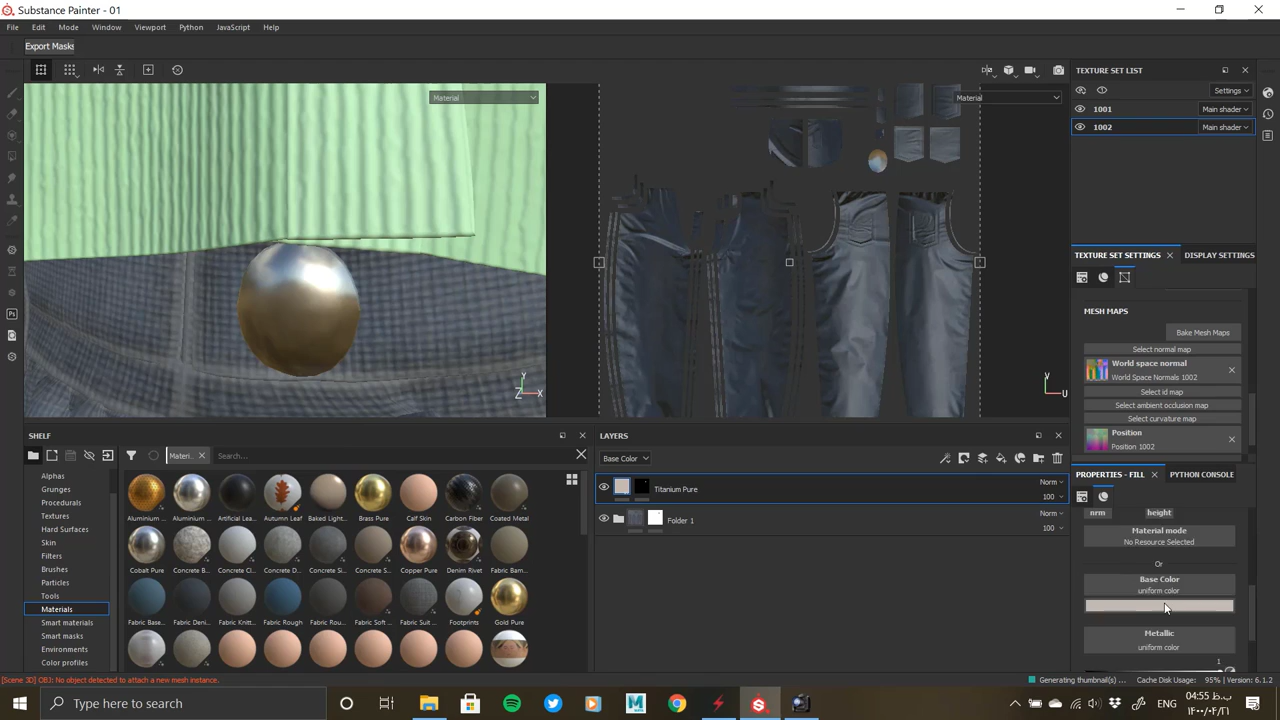 Substance Painter - 01
File Edit Mode Window Viewport Python JavaScript Help
Export Masks
Material
Material
Y
Z X
V
U
TEXTURE SET LIST
Settings
1001 Main shader
1002 Main shader
TEXTURE SET SETTINGS DISPLAY SETTINGS
MESH MAPS
Bake Mesh Maps
Select normal map
World space normal
World Space Normals 1002
Select id map
Select ambient occlusion map
Select curvature map
Position
Position 1002
PROPERTIES - FILL PYTHON CONSOLE
nrm height
Material mode
No Resource Selected
Or
Base Color
uniform color
Metallic
uniform color
1
SHELF
Materi..
Search...
Alphas
Grunges
Procedurals
Textures
Hard Surfaces
Skin
Filters
Brushes
Particles
Tools
Materials
Smart materials
Smart masks
Environments
Color profiles
Aluminium ... Aluminium ... Artificial Lea... Autumn Leaf Baked Light... Brass Pure Calf Skin Carbon Fiber Coated Metal
Cobalt Pure Concrete B... Concrete Cl... Concrete D... Concrete Si... Concrete S... Copper Pure Denim Rivet Fabric Bam...
Fabric Base... Fabric Deni... Fabric Knitt... Fabric Rough Fabric Rou... Fabric Soft ... Fabric Suit ... Footprints Gold Pure
LAYERS
Base Color
Titanium Pure
Norm
100
Folder 1
Norm
100
[Scene 3D] OBJ: No object detected to append a new mesh instance.
Generating thumbnail(s) ... Cache Disk Usage: 95% | Version: 6.1.2
Type here to search
ENG
04:55 ب.ظ
۱۴۰۰/۰۲/۲۱